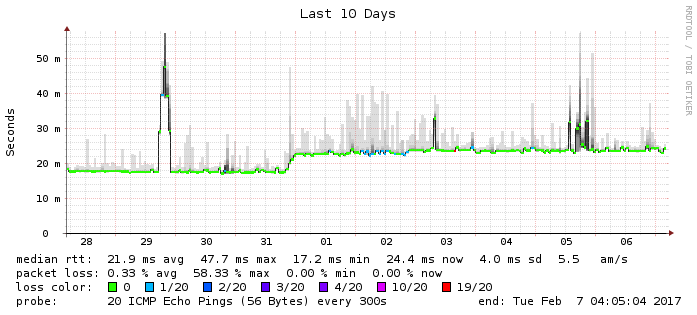 Last 10 Days
RRDTOOL / TOBI OETIKER
Seconds
50 m
40 m
30 m
20 m
10 m
0
28 29 30 31 01 02 03 04 05 06
median rtt: 21.9 ms avg 47.7 ms max 17.2 ms min 24.4 ms now 4.0 ms sd 5.5 am/s
packet loss: 0.33 % avg 58.33 % max 0.00 % min 0.00 % now
loss color: 0 1/20 2/20 3/20 4/20 10/20 19/20
probe: 20 ICMP Echo Pings (56 Bytes) every 300s end: Tue Feb 7 04:05:04 2017